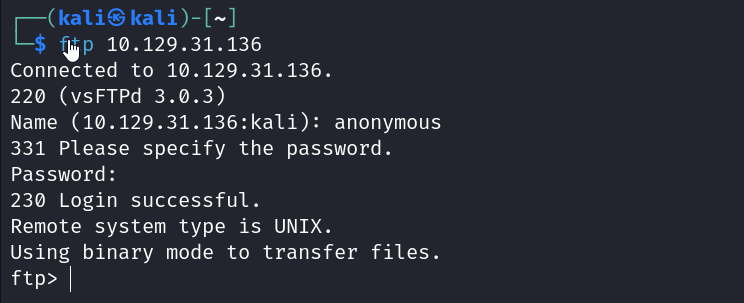 ┌──(kali㉿kali)-[~]
└─$ ftp 10.129.31.136
Connected to 10.129.31.136.
220 (vsFTPd 3.0.3)
Name (10.129.31.136:kali): anonymous
331 Please specify the password.
Password:
230 Login successful.
Remote system type is UNIX.
Using binary mode to transfer files.
ftp>